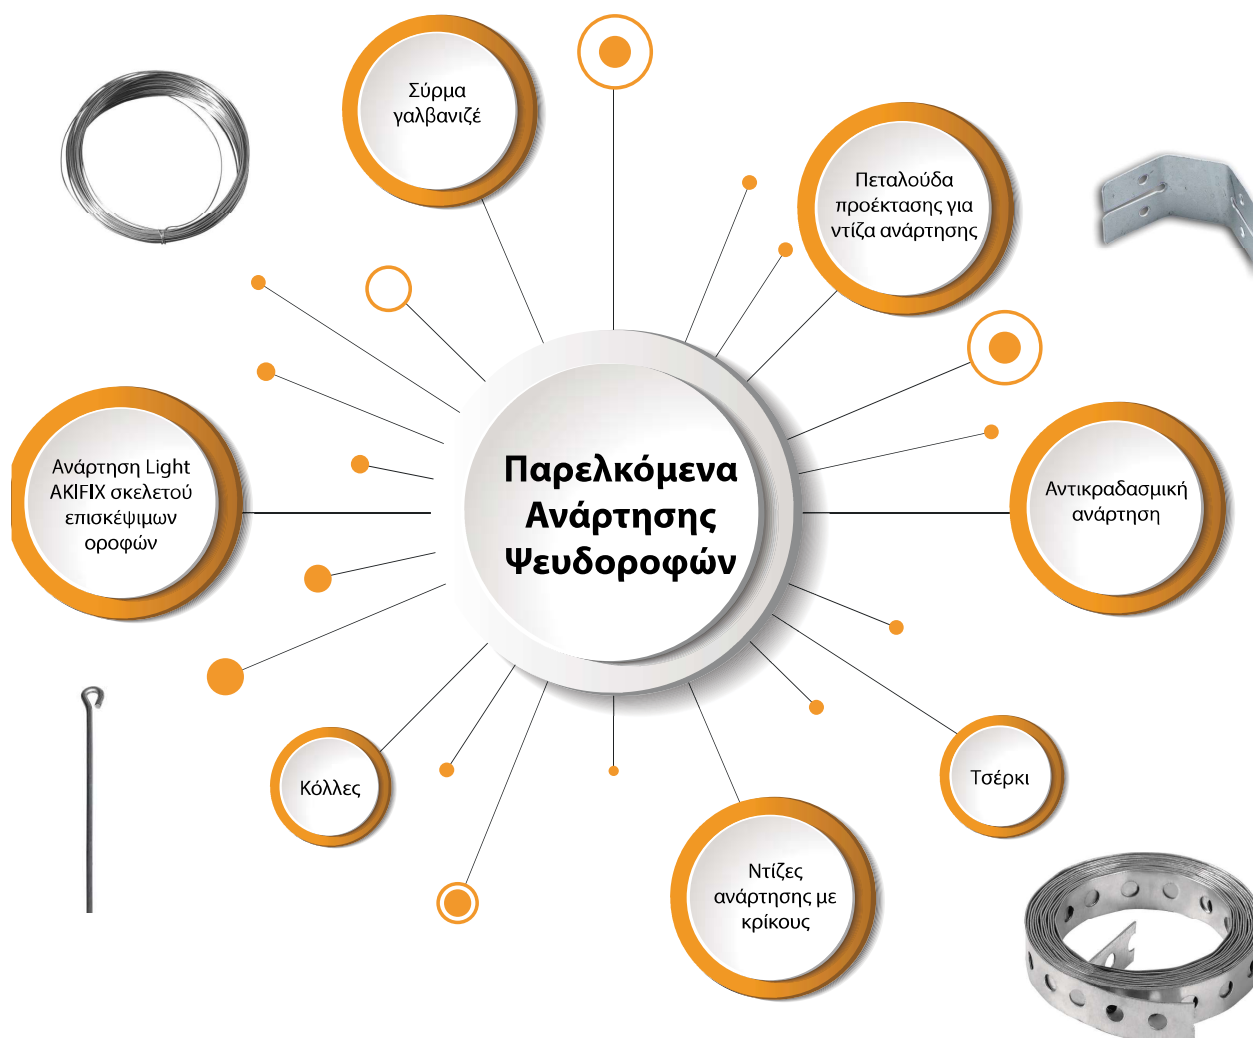 Σύρμα
γαλβανιζέ
Πεταλούδα
προέκτασης για
ντίζα ανάρτησης
Ανάρτηση Light
AKIFIX σκελετού
επισκέψιμων
οροφών
Παρελκόμενα
Ανάρτησης
Ψευδοροφών
Αντικραδασμική
ανάρτηση
Κόλλες
Τσέρκι
Ντίζες
ανάρτησης με
κρίκους